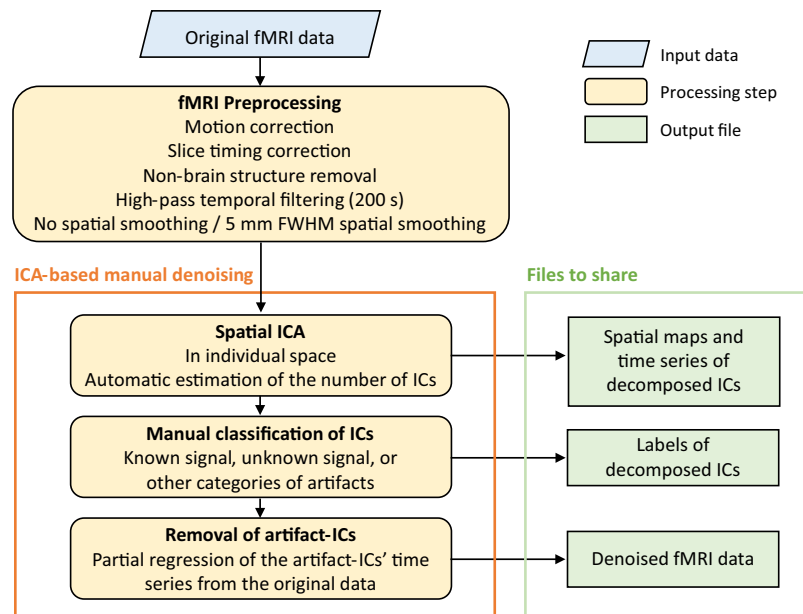 Original fMRI data
Input data
Processing step
Output file
fMRI Preprocessing
Motion correction
Slice timing correction
Non-brain structure removal
High-pass temporal filtering (200 s)
No spatial smoothing / 5 mm FWHM spatial smoothing
ICA-based manual denoising
Files to share
Spatial ICA
In individual space
Automatic estimation of the number of ICs
Spatial maps and
time series of
decomposed ICs
Manual classification of ICs
Known signal, unknown signal, or
other categories of artifacts
Labels of
decomposed ICs
Removal of artifact-ICs
Partial regression of the artifact-ICs’ time
series from the original data
Denoised fMRI data